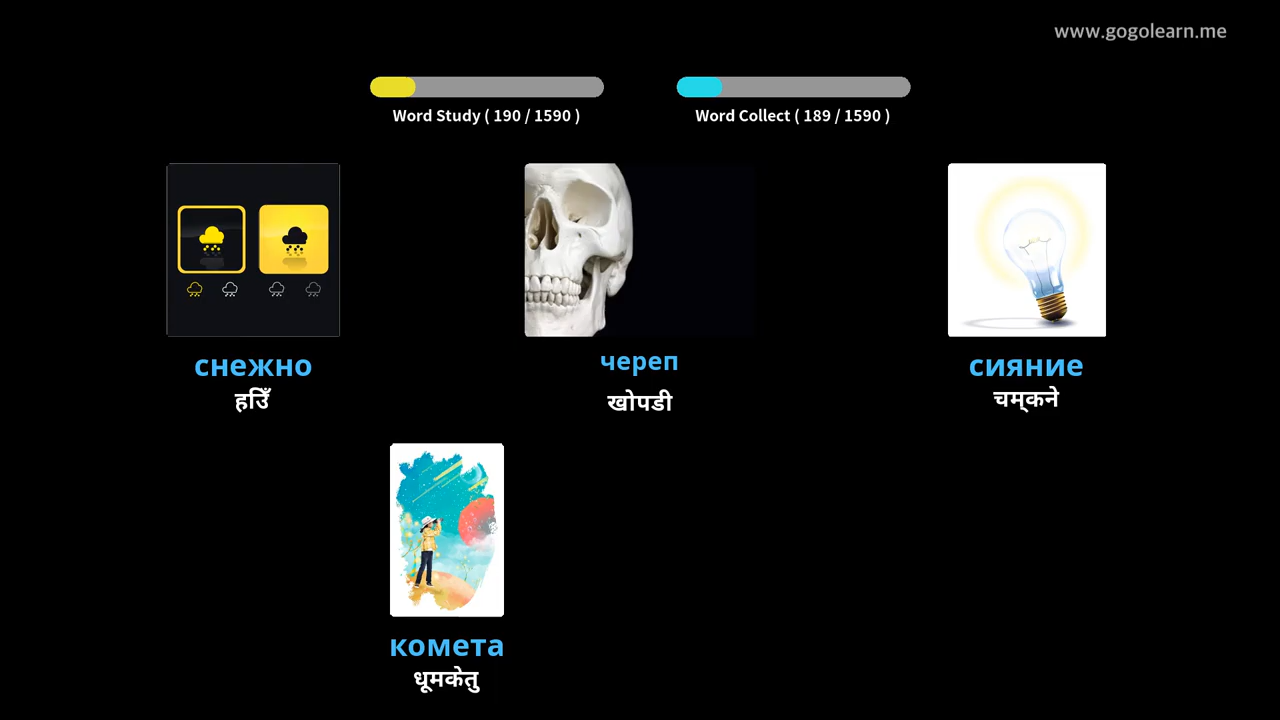 www.gogolearn.me
Word Study ( 190 / 1590 )
Word Collect ( 189 / 1590 )
снежно
हिउँ
череп
खोपडी
сияние
चम्कने
комета
धूमकेतु